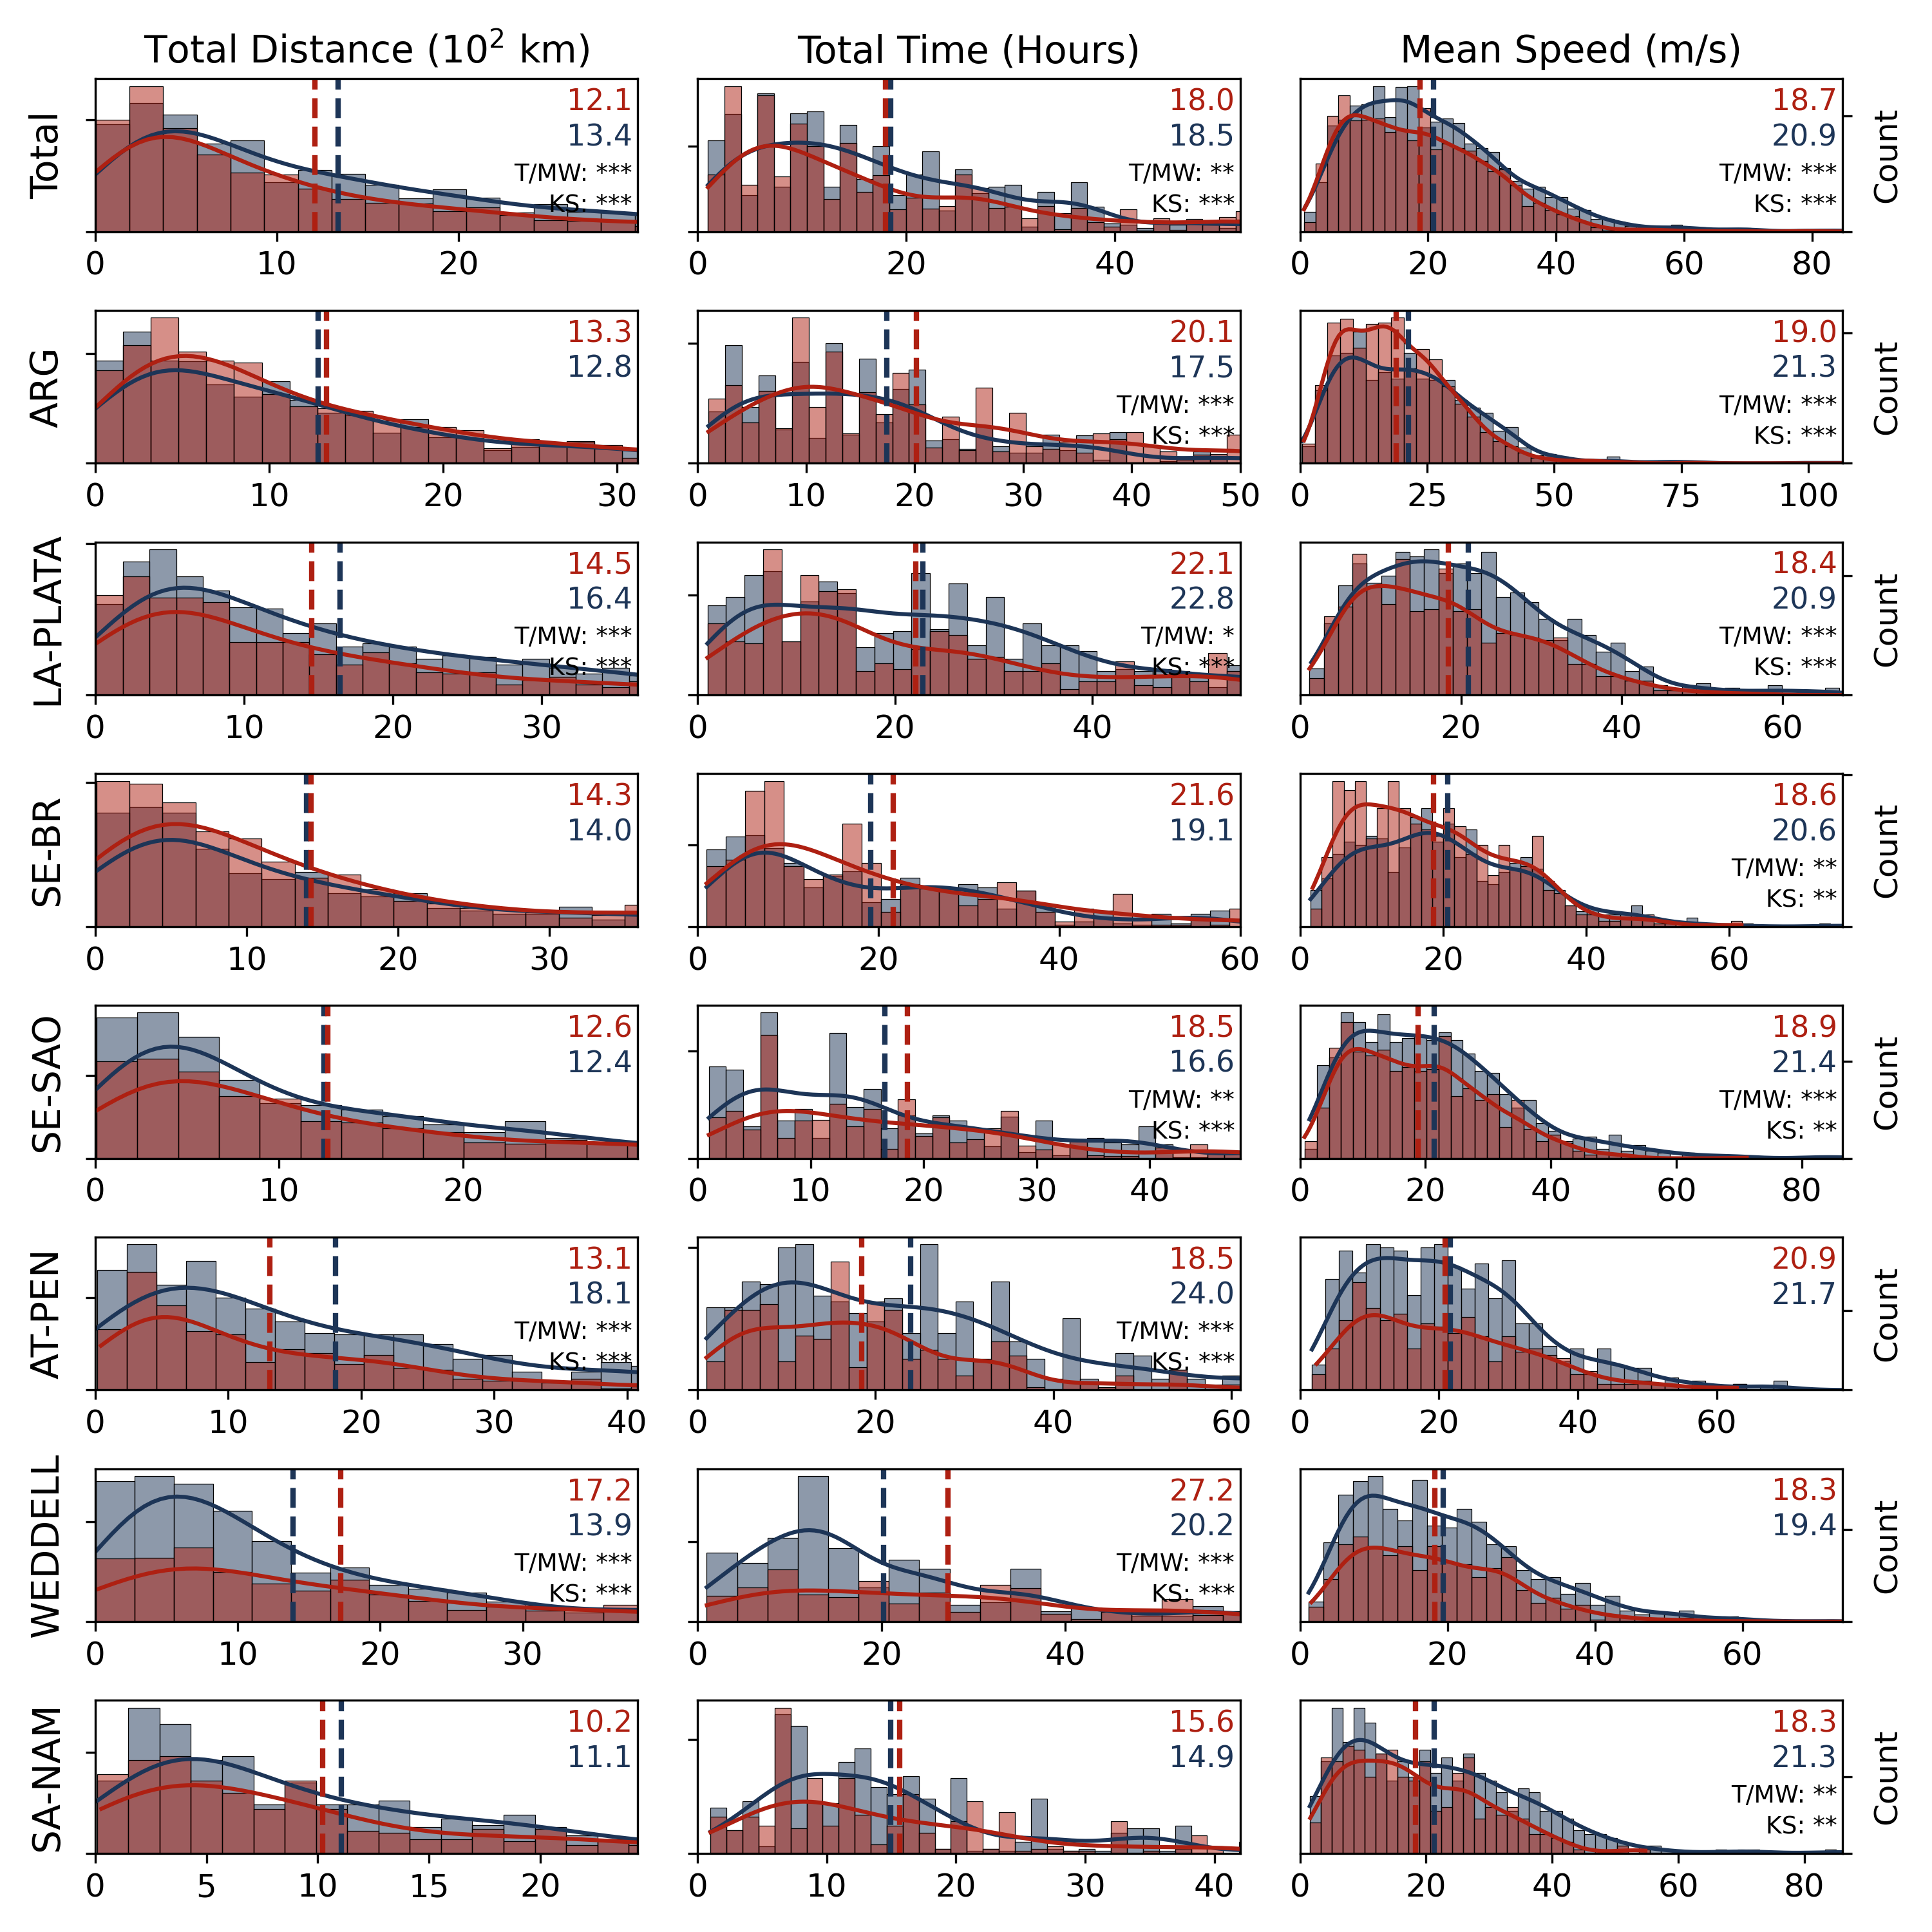 Total Distance (10² km) Total Time (Hours) Mean Speed (m/s)
Total
12.1
13.4
T/MW: ***
KS: ***
0 10 20
18.0
18.5
T/MW: **
KS: ***
0 20 40
18.7
20.9
T/MW: ***
KS: ***
0 20 40 60 80
Count
ARG
13.3
12.8
0 10 20 30
20.1
17.5
T/MW: ***
KS: ***
0 10 20 30 40 50
19.0
21.3
T/MW: ***
KS: ***
0 25 50 75 100
Count
LA-PLATA
14.5
16.4
T/MW: ***
KS: ***
0 10 20 30
22.1
22.8
T/MW: *
KS: ***
0 20 40
18.4
20.9
T/MW: ***
KS: ***
0 20 40 60
Count
SE-BR
14.3
14.0
0 10 20 30
21.6
19.1
0 20 40 60
18.6
20.6
T/MW: **
KS: **
0 20 40 60
Count
SE-SAO
12.6
12.4
0 10 20
18.5
16.6
T/MW: **
KS: ***
0 10 20 30 40
18.9
21.4
T/MW: ***
KS: **
0 20 40 60 80
Count
AT-PEN
13.1
18.1
T/MW: ***
KS: ***
0 10 20 30 40
18.5
24.0
T/MW: ***
KS: ***
0 20 40 60
20.9
21.7
0 20 40 60
Count
WEDDELL
17.2
13.9
T/MW: ***
KS: ***
0 10 20 30
27.2
20.2
T/MW: ***
KS: ***
0 20 40
18.3
19.4
0 20 40 60
Count
SA-NAM
10.2
11.1
0 5 10 15 20
15.6
14.9
0 10 20 30 40
18.3
21.3
T/MW: **
KS: **
0 20 40 60 80
Count